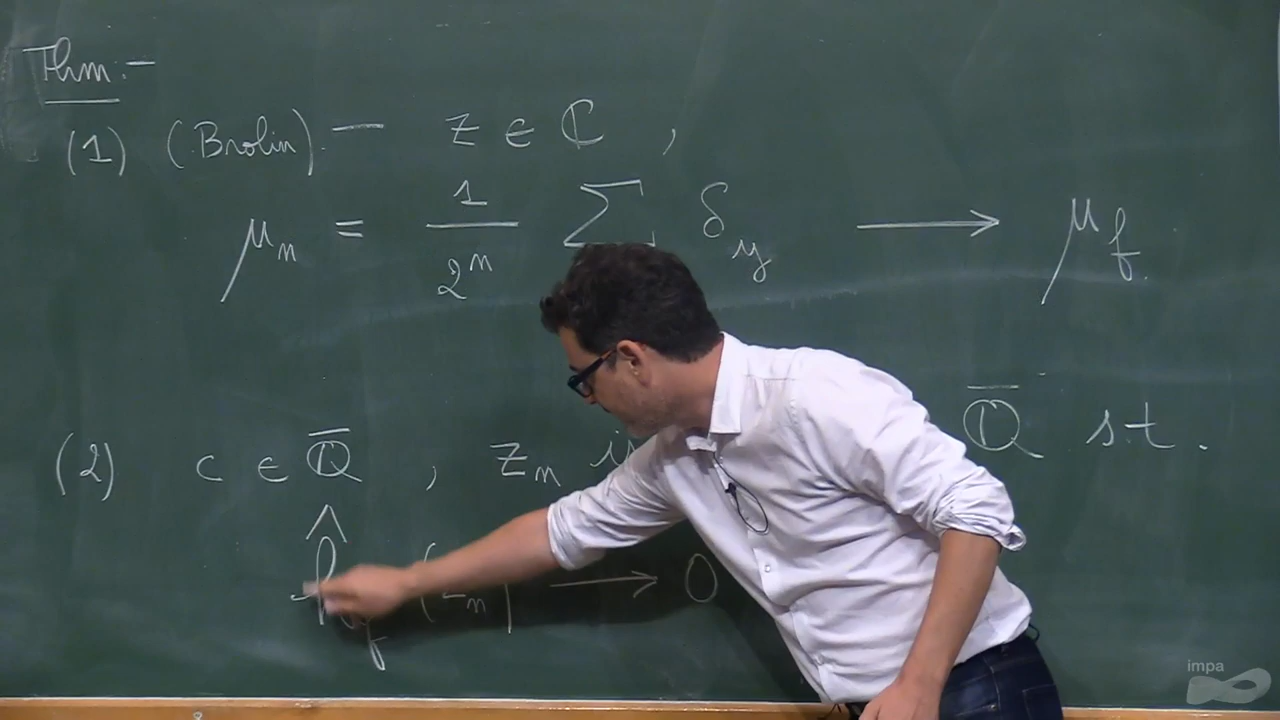 Thm:-
(1) (Brolin).— z ∈ ℂ ,
μ_n = 1/2^n ∑ δ_y → μ_f.
(2) c ∈ ℚ̅ , z_n ℚ̅ s.t.
ĥ_f (z_n) → 0
impa